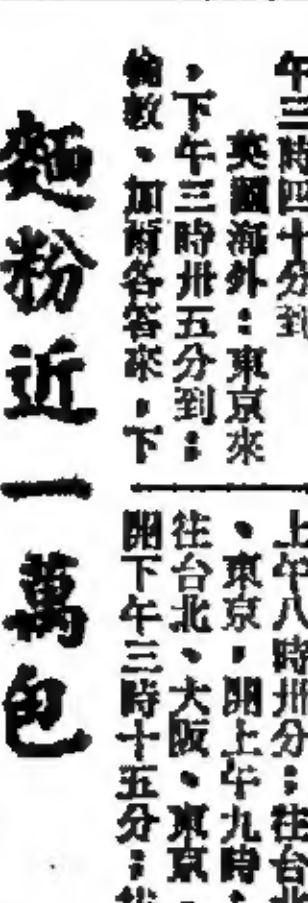 午三時四十分到
英國海外：東京來
，下午三時卅五分到；
倫敦、加爾各答來，下
上午八時卅分；往台北
、東京，開上午九時；
往台北、大阪、東京，
開下午三時十五分；
麵粉近一萬包